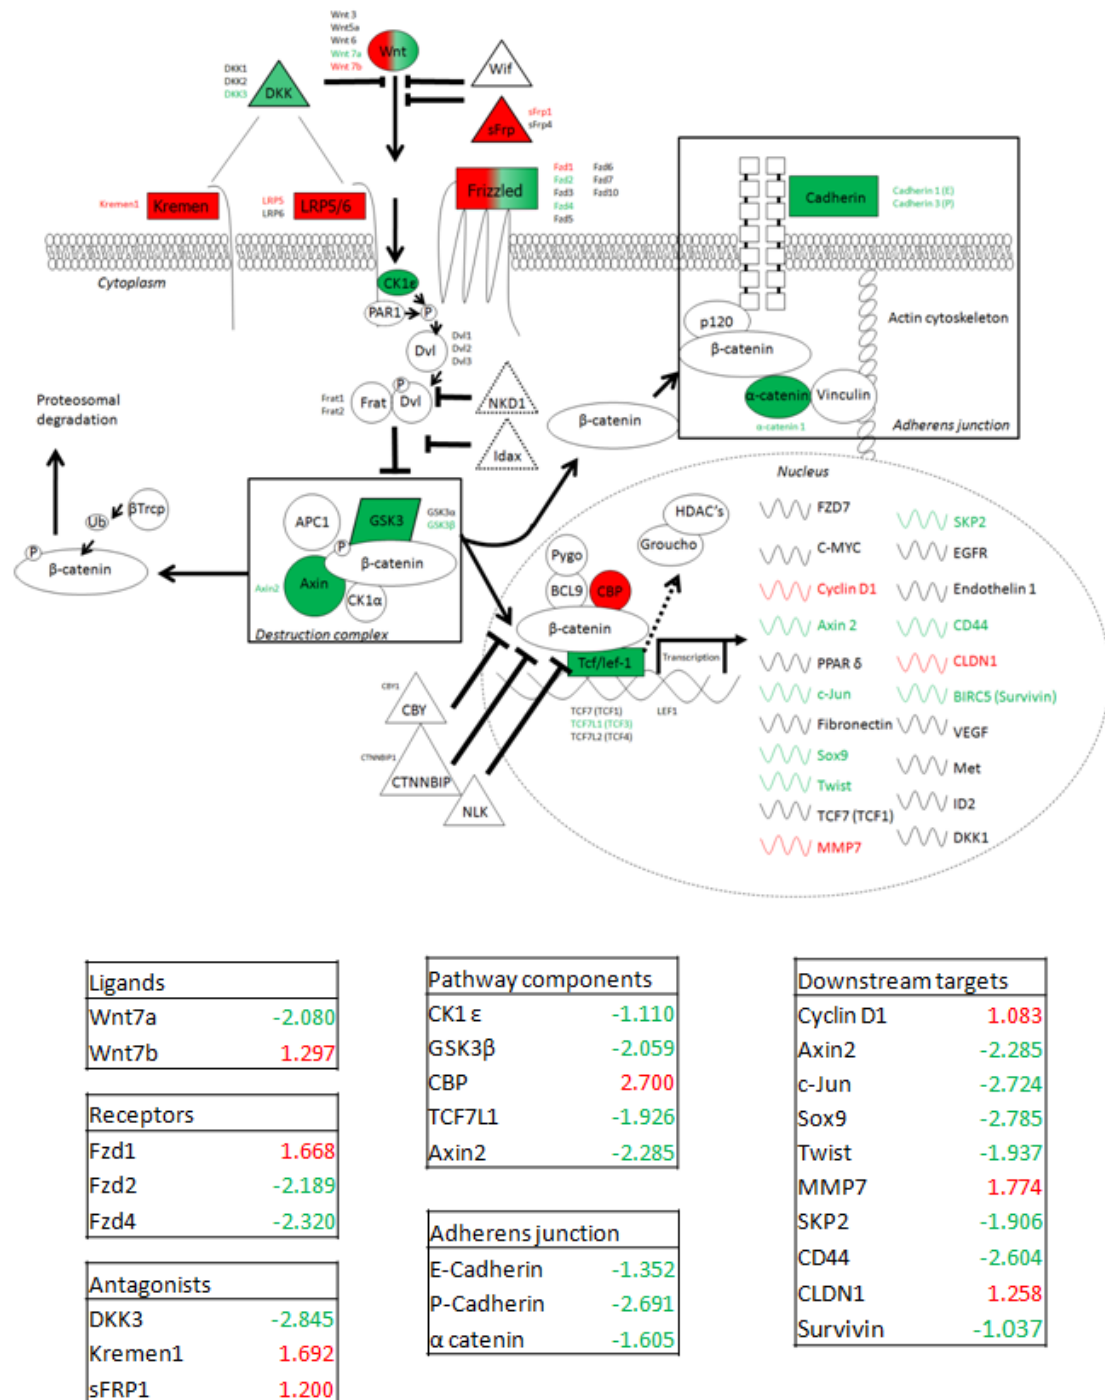 Wnt 3
Wnt5a
Wnt 6
Wnt 7a
Wnt 7b
Wnt
Wif
DKK1
DKK2
DKK3
DKK
sFrp
sFrp1
sFrp4
Kremen1
Kremen
LRP5
LRP6
LRP5/6
Frizzled
Fzd1
Fzd2
Fzd3
Fzd4
Fzd5
Fzd6
Fzd7
Fzd10
Cadherin
Cadherin 1 (E)
Cadherin 3 (P)
Cytoplasm
CK1ε
PAR1
P
Dvl
Dvl1
Dvl2
Dvl3
p120
β-catenin
Actin cytoskeleton
α-catenin
Vinculin
α-catenin 1
Adherens junction
Frat1
Frat2
Frat
P
Dvl
NKD1
Idax
β-catenin
Proteosomal
degradation
βTrcp
Ub
P
β-catenin
APC1
GSK3
GSK3α
GSK3β
P
β-catenin
Axin2
Axin
CK1α
Destruction complex
Nucleus
HDAC's
Groucho
Pygo
BCL9
CBP
β-catenin
Tcf/lef-1
Transcription
TCF7 (TCF1)
TCF7L1 (TCF3)
TCF7L2 (TCF4)
LEF1
CBY1
CBY
CTNNBIP1
CTNNBIP
NLK
FZD7
C-MYC
Cyclin D1
Axin 2
PPAR δ
c-Jun
Fibronectin
Sox9
Twist
TCF7 (TCF1)
MMP7
SKP2
EGFR
Endothelin 1
CD44
CLDN1
BIRC5 (Survivin)
VEGF
Met
ID2
DKK1
Ligands
Wnt7a -2.080
Wnt7b 1.297
Receptors
Fzd1 1.668
Fzd2 -2.189
Fzd4 -2.320
Antagonists
DKK3 -2.845
Kremen1 1.692
sFRP1 1.200
Pathway components
CK1 ε -1.110
GSK3β -2.059
CBP 2.700
TCF7L1 -1.926
Axin2 -2.285
Adherens junction
E-Cadherin -1.352
P-Cadherin -2.691
α catenin -1.605
Downstream targets
Cyclin D1 1.083
Axin2 -2.285
c-Jun -2.724
Sox9 -2.785
Twist -1.937
MMP7 1.774
SKP2 -1.906
CD44 -2.604
CLDN1 1.258
Survivin -1.037